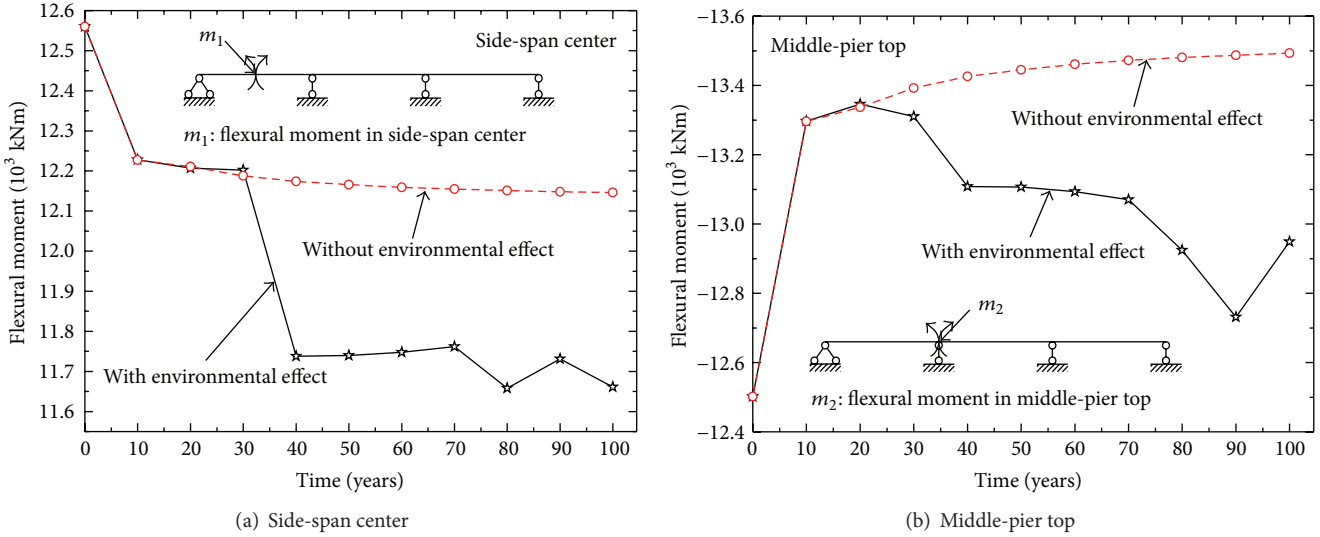 12.6
12.5
12.4
12.3
12.2
12.1
12.0
11.9
11.8
11.7
11.6
Flexural moment (10³ kNm)
m₁
Side-span center
m₁: flexural moment in side-span center
Without environmental effect
With environmental effect
0 10 20 30 40 50 60 70 80 90 100
Time (years)
(a) Side-span center
−13.6
−13.4
−13.2
−13.0
−12.8
−12.6
−12.4
Flexural moment (10³ kNm)
Middle-pier top
Without environmental effect
With environmental effect
m₂
m₂: flexural moment in middle-pier top
0 10 20 30 40 50 60 70 80 90 100
Time (years)
(b) Middle-pier top